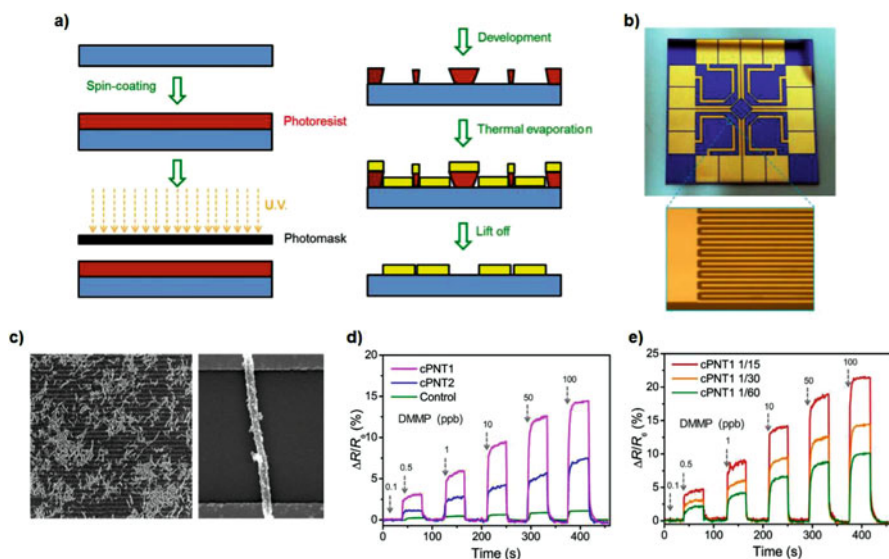 a)
Spin-coating
Photoresist
U.V.
Photomask
Development
Thermal evaporation
Lift off
b)
c)
d)
25
20
15
10
5
0
cPNT1
cPNT2
Control
DMMP (ppb)
0.1
0.5
1
10
50
100
ΔR/R₀ (%)
0 100 200 300 400
Time (s)
e)
25
20
15
10
5
0
cPNT1 1/15
cPNT1 1/30
cPNT1 1/60
DMMP (ppb)
0.1
0.5
1
10
50
100
ΔR/R₀ (%)
0 100 200 300 400
Time (s)